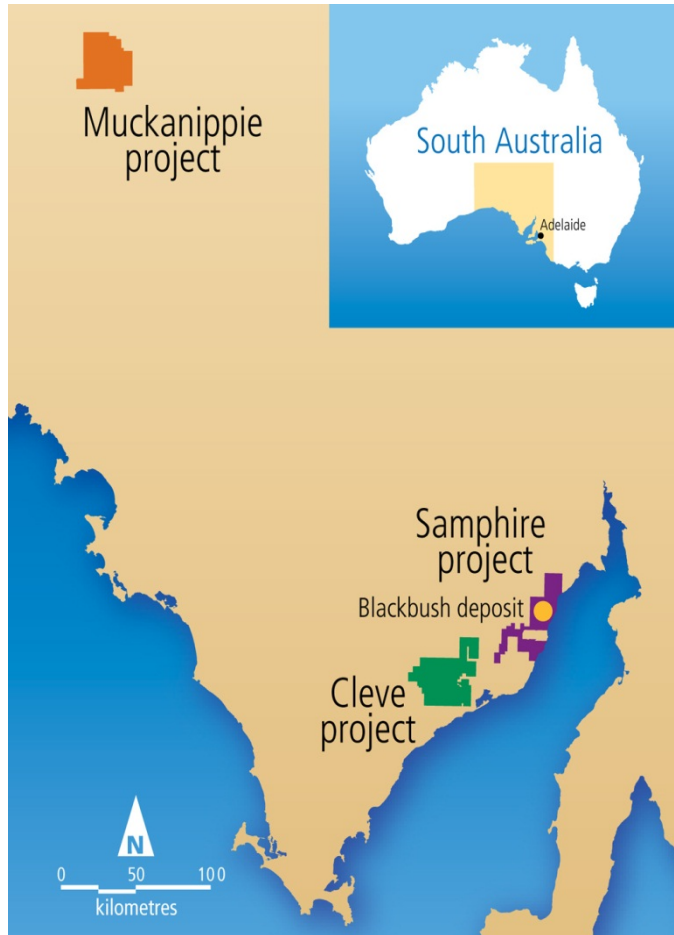 Muckanippie
project
South Australia
Adelaide
Samphire
project
Blackbush deposit
Cleve
project
N
0 50 100
kilometres